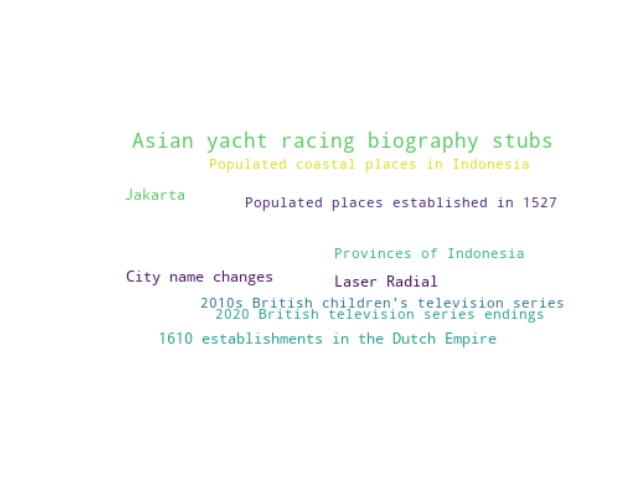 Asian yacht racing biography stubs
Populated coastal places in Indonesia
Jakarta
Populated places established in 1527
Provinces of Indonesia
City name changes
Laser Radial
2010s British children's television series
2020 British television series endings
1610 establishments in the Dutch Empire